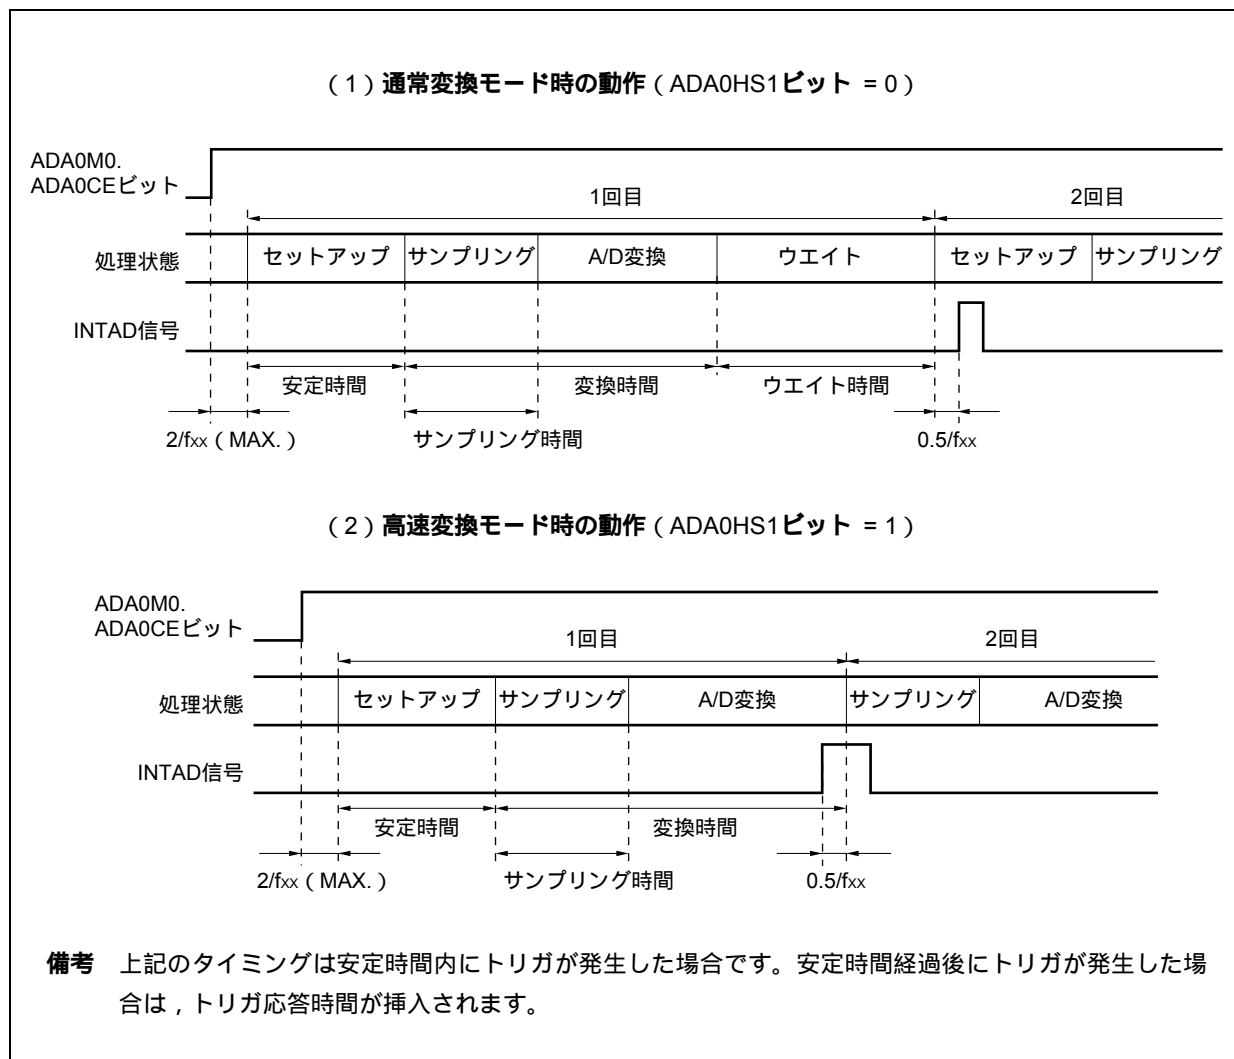 （1）通常変換モード時の動作（ADA0HS1ビット = 0）
ADA0M0.
ADA0CEビット
1回目
2回目
処理状態
セットアップ
サンプリング
A/D変換
ウエイト
セットアップ
サンプリング
INTAD信号
安定時間
変換時間
ウエイト時間
2/fxx（MAX.）
サンプリング時間
0.5/fxx
（2）高速変換モード時の動作（ADA0HS1ビット = 1）
ADA0M0.
ADA0CEビット
1回目
2回目
処理状態
セットアップ
サンプリング
A/D変換
サンプリング
A/D変換
INTAD信号
安定時間
変換時間
2/fxx（MAX.）
サンプリング時間
0.5/fxx
備考 上記のタイミングは安定時間内にトリガが発生した場合です。安定時間経過後にトリガが発生した場
合は，トリガ応答時間が挿入されます。